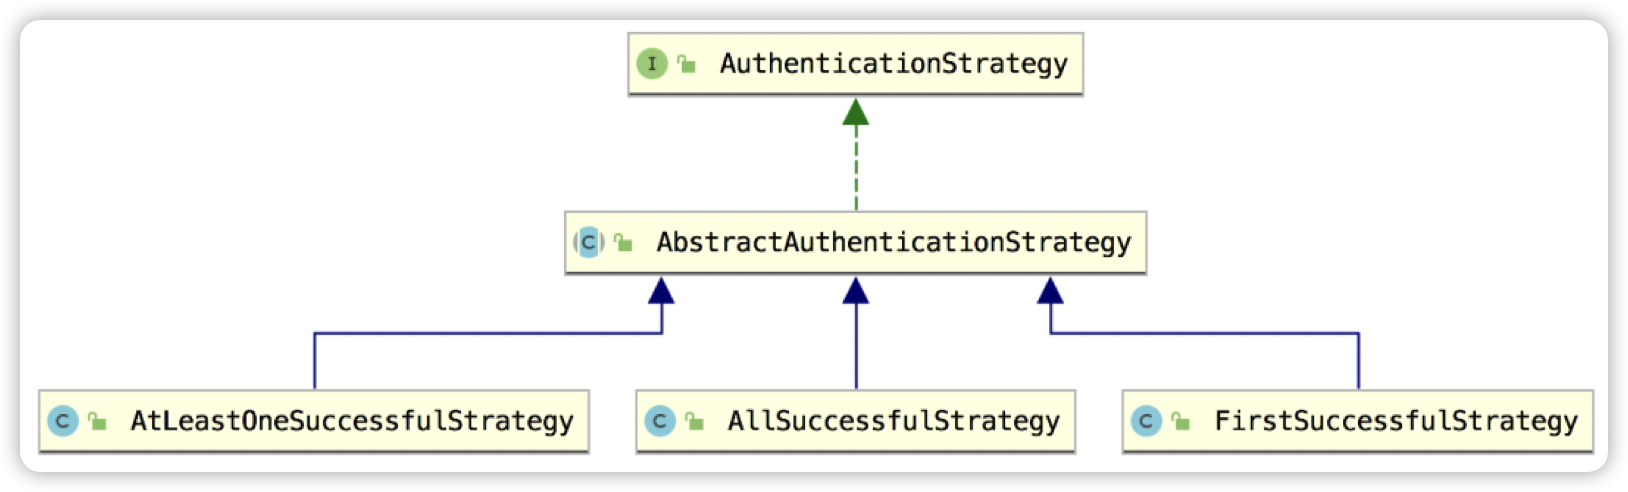 I AuthenticationStrategy
C AbstractAuthenticationStrategy
C AtLeastOneSuccessfulStrategy
C AllSuccessfulStrategy
C FirstSuccessfulStrategy